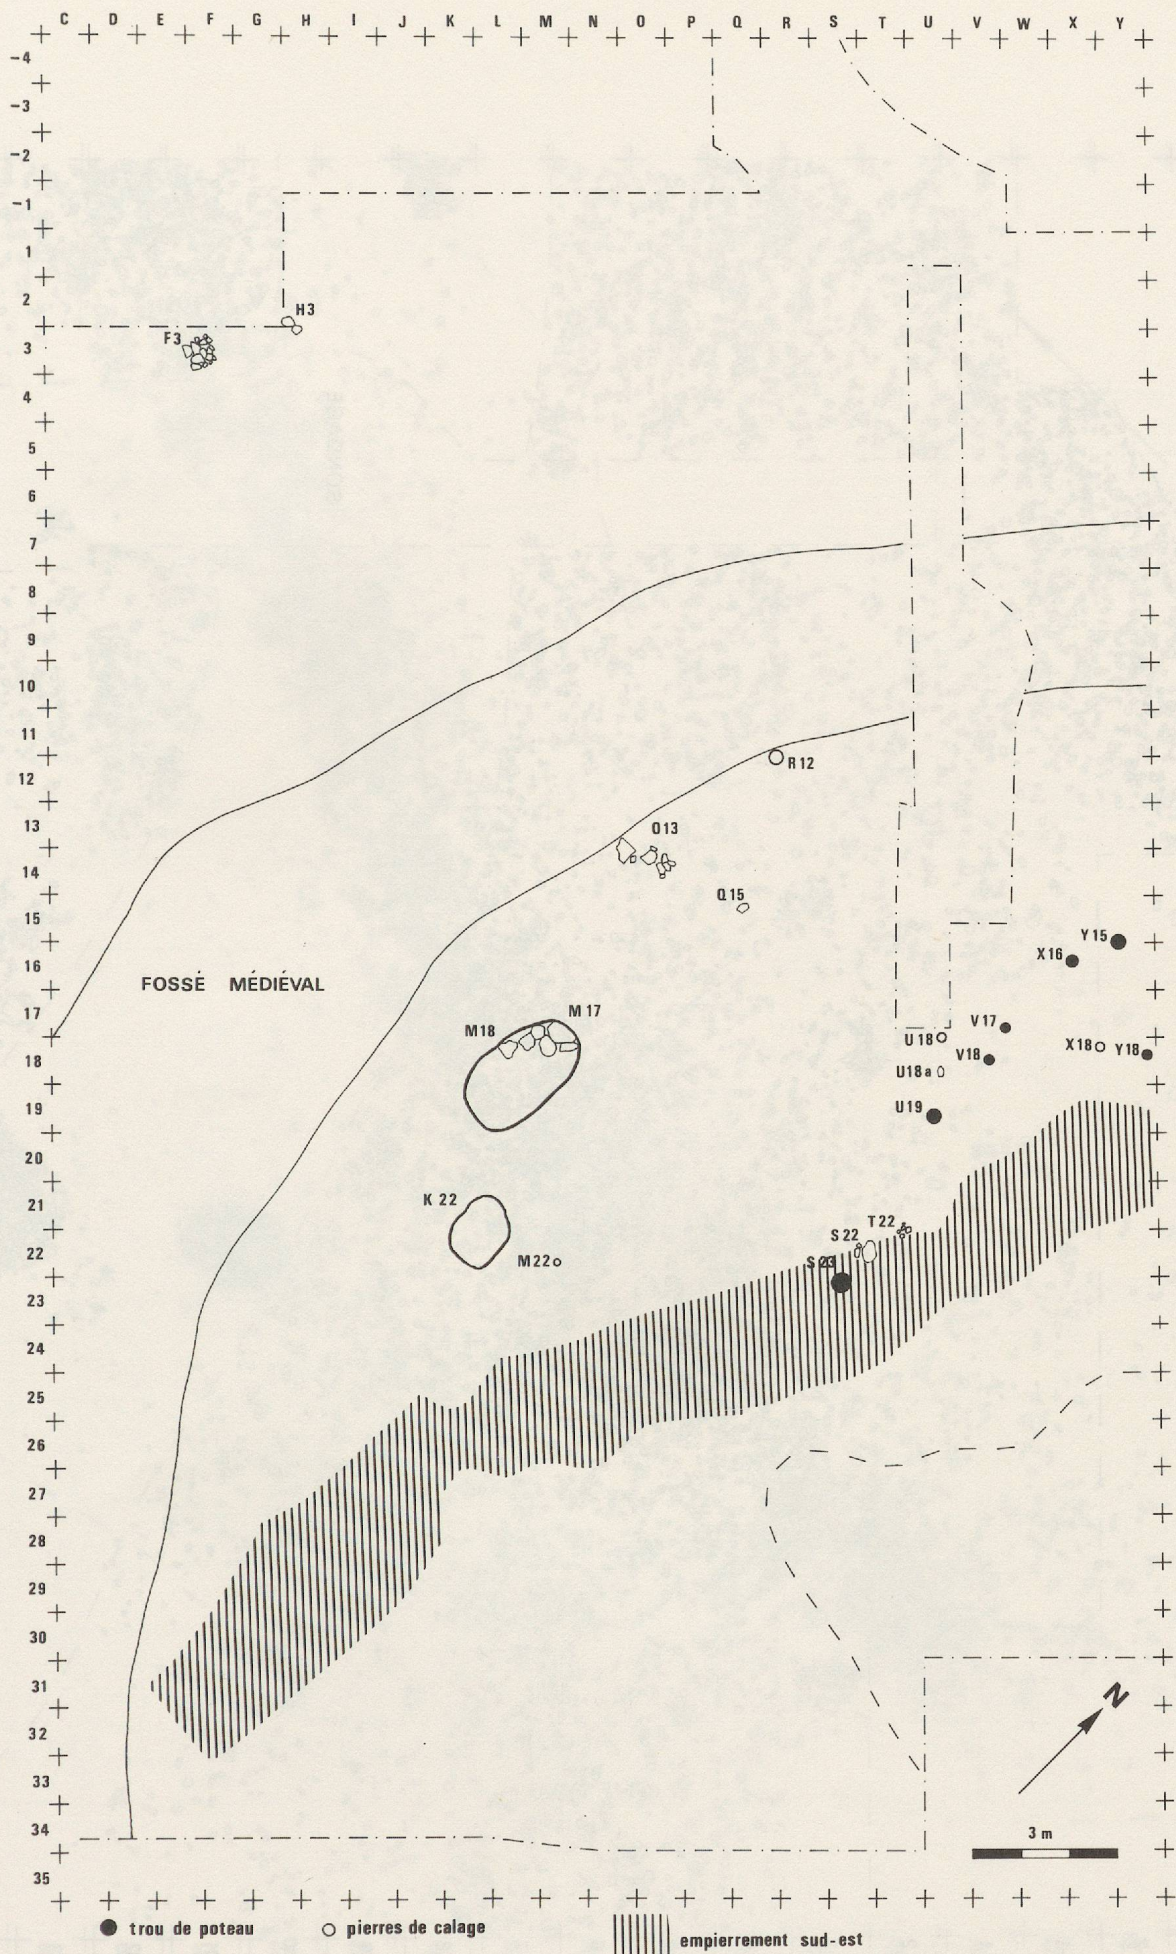 C D E F G H I J K L M N O P Q R S T U V W X Y
-4
-3
-2
-1
1
2
H3
F3
3
4
5
6
7
8
9
10
11
R12
12
13
O13
14
Q15
15
Y15
X16
16
FOSSÉ MÉDIÉVAL
17
M17
M18
V17
U18
X18
Y18
V18
18
U18a
U19
19
20
K 22
21
T22
S22
M22
S 23
22
23
24
25
26
27
28
29
30
31
N
32
33
34
3 m
35
trou de poteau pierres de calage
empierrement sud-est